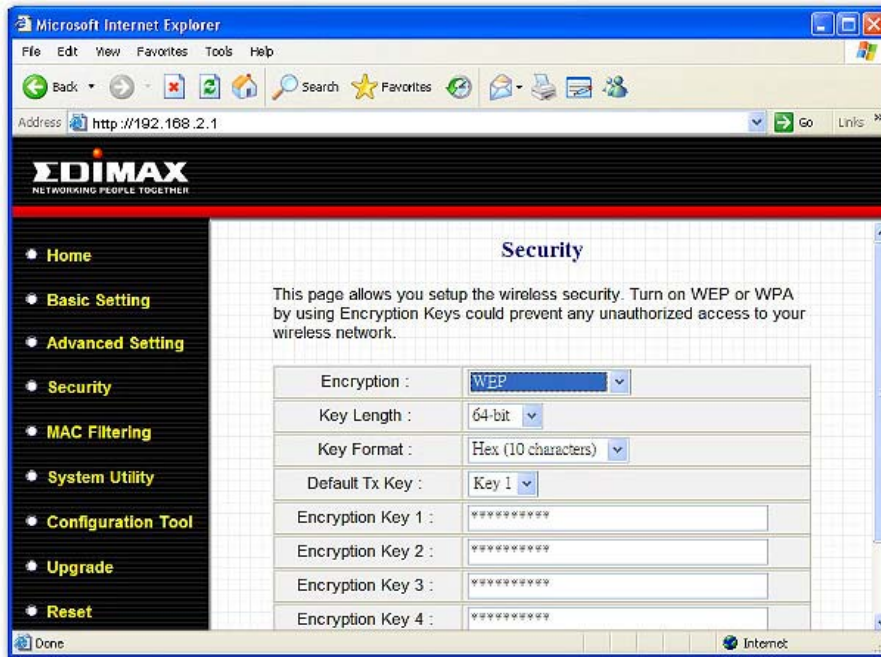 Microsoft Internet Explorer
File Edit View Favorites Tools Help
Back Search Favorites
Address http://192.168.2.1 Go Links »
EDIMAX
NETWORKING PEOPLE TOGETHER
Home
Basic Setting
Advanced Setting
Security
MAC Filtering
System Utility
Configuration Tool
Upgrade
Reset
Security
This page allows you setup the wireless security. Turn on WEP or WPA
by using Encryption Keys could prevent any unauthorized access to your
wireless network.
Encryption : WEP
Key Length : 64-bit
Key Format : Hex (10 characters)
Default Tx Key : Key 1
Encryption Key 1 : **********
Encryption Key 2 : **********
Encryption Key 3 : **********
Encryption Key 4 : **********
Done Internet